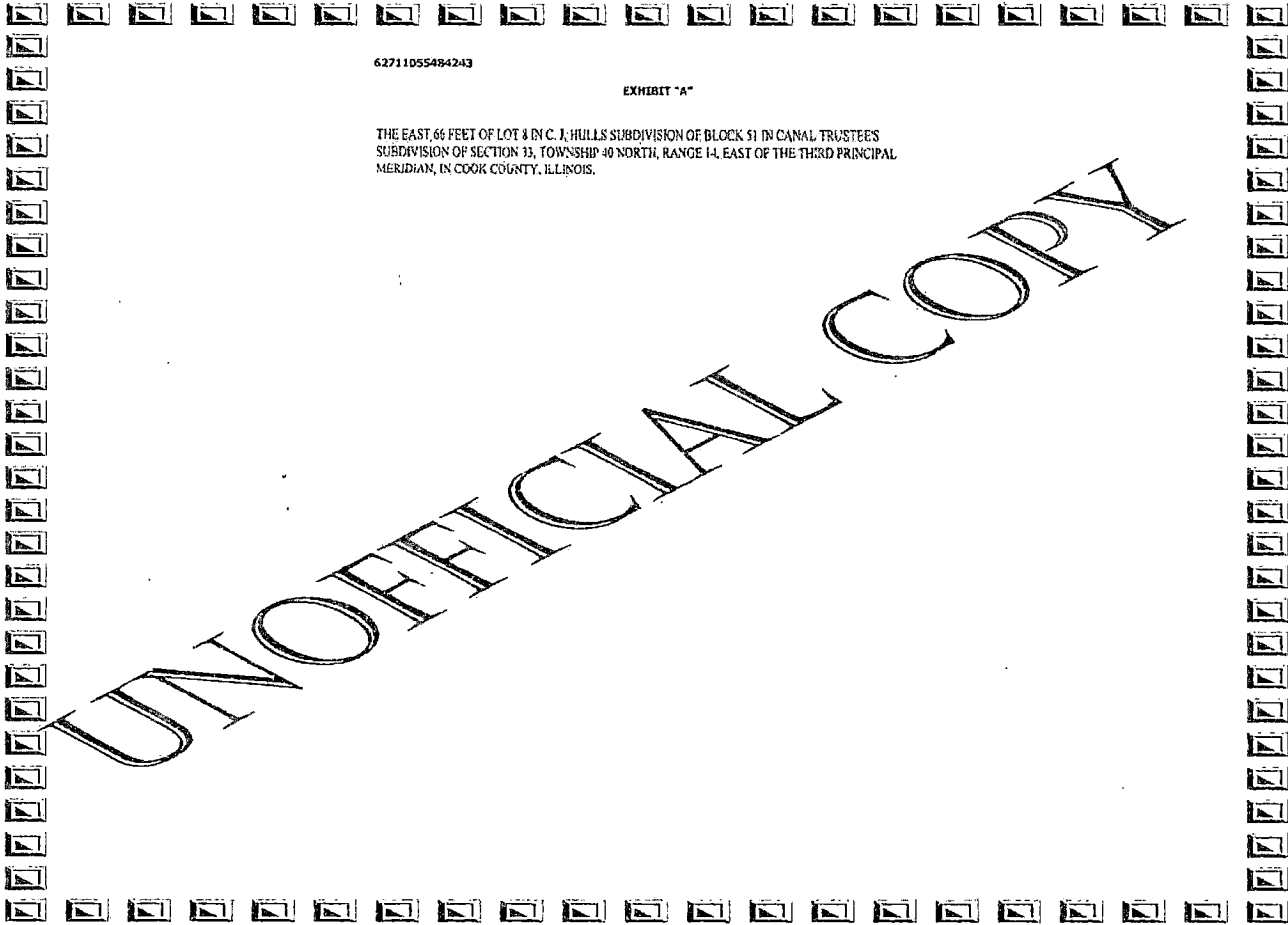 62711055484243
EXHIBIT "A"
THE EAST 66 FEET OF LOT 8 IN C. J. HULLS SUBDIVISION OF BLOCK 51 IN CANAL TRUSTEE'S
SUBDIVISION OF SECTION 33, TOWNSHIP 40 NORTH, RANGE 14, EAST OF THE THIRD PRINCIPAL
MERIDIAN, IN COOK COUNTY, ILLINOIS.
UNOFFICIAL COPY